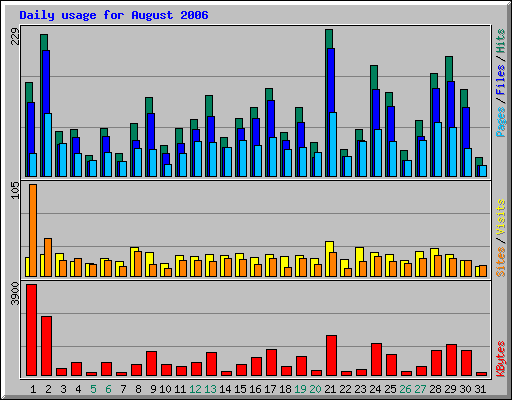 Daily usage for August 2006
229
Pages / Files / Hits
105
Sites / Visits
3900
KBytes
1 2 3 4 5 6 7 8 9 10 11 12 13 14 15 16 17 18 19 20 21 22 23 24 25 26 27 28 29 30 31